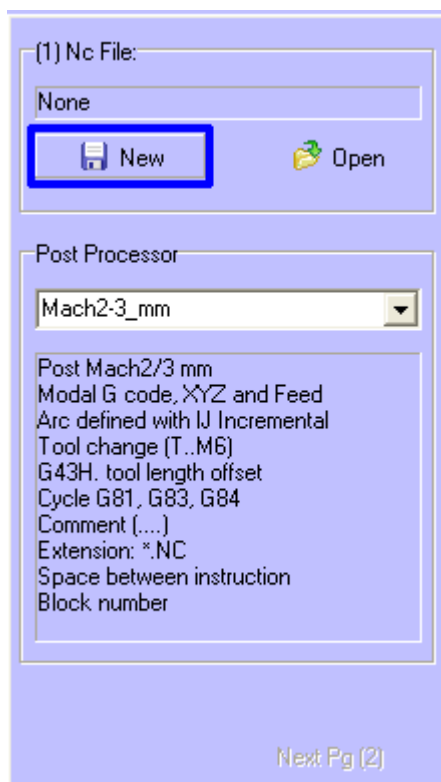 (1) Nc File:
None
New Open
Post Processor
Mach2-3_mm
Post Mach2/3 mm
Modal G code, XYZ and Feed
Arc defined with IJ Incremental
Tool change (T..M6)
G43H. tool length offset
Cycle G81, G83, G84
Comment (....)
Extension: *.NC
Space between instruction
Block number
Next Pg (2)